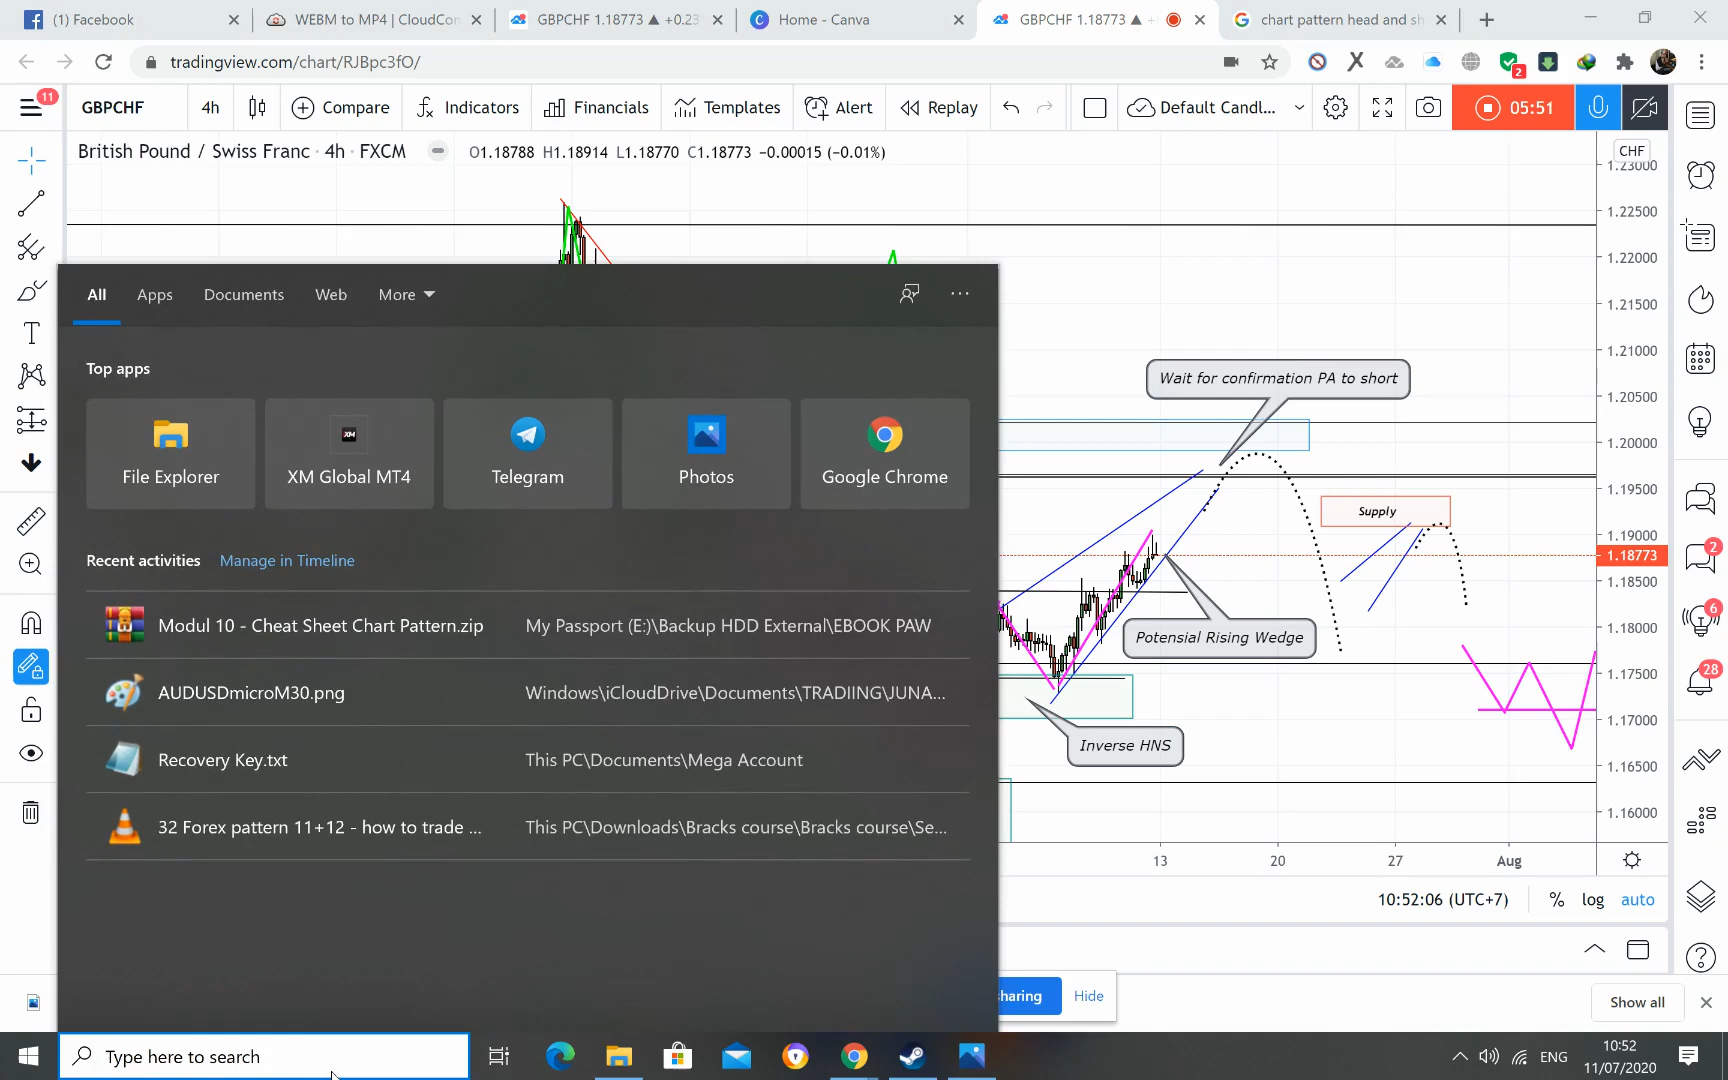 (1) Facebook
WEBM to MP4 | CloudCon
GBPCHF 1.18773 ▲ +0.23
Home - Canva
GBPCHF 1.18773 ▲ +
chart pattern head and sh
tradingview.com/chart/RJBpc3fO/
2
11
GBPCHF
4h
Compare
Indicators
Financials
Templates
Alert
Replay
Default Candl...
05:51
British Pound / Swiss Franc · 4h · FXCM
O1.18788 H1.18914 L1.18770 C1.18773 −0.00015 (−0.01%)
CHF
1.23000
1.22500
1.22000
1.21500
1.21000
1.20500
1.20000
1.19500
1.19000
1.18773
1.18500
1.18000
1.17500
1.17000
1.16500
1.16000
Wait for confirmation PA to short
Supply
Potensial Rising Wedge
Inverse HNS
2
6
28
13
20
27
Aug
10:52:06 (UTC+7)
%
log
auto
All
Apps
Documents
Web
More
Top apps
File Explorer
XM
XM Global MT4
Telegram
Photos
Google Chrome
Recent activities
Manage in Timeline
Modul 10 - Cheat Sheet Chart Pattern.zip
My Passport (E:)\Backup HDD External\EBOOK PAW
AUDUSDmicroM30.png
Windows\iCloudDrive\Documents\TRADIING\JUNA...
Recovery Key.txt
This PC\Documents\Mega Account
32 Forex pattern 11+12 - how to trade ...
This PC\Downloads\Bracks course\Bracks course\Se...
haring
Hide
Show all
Type here to search
ENG
10:52
11/07/2020